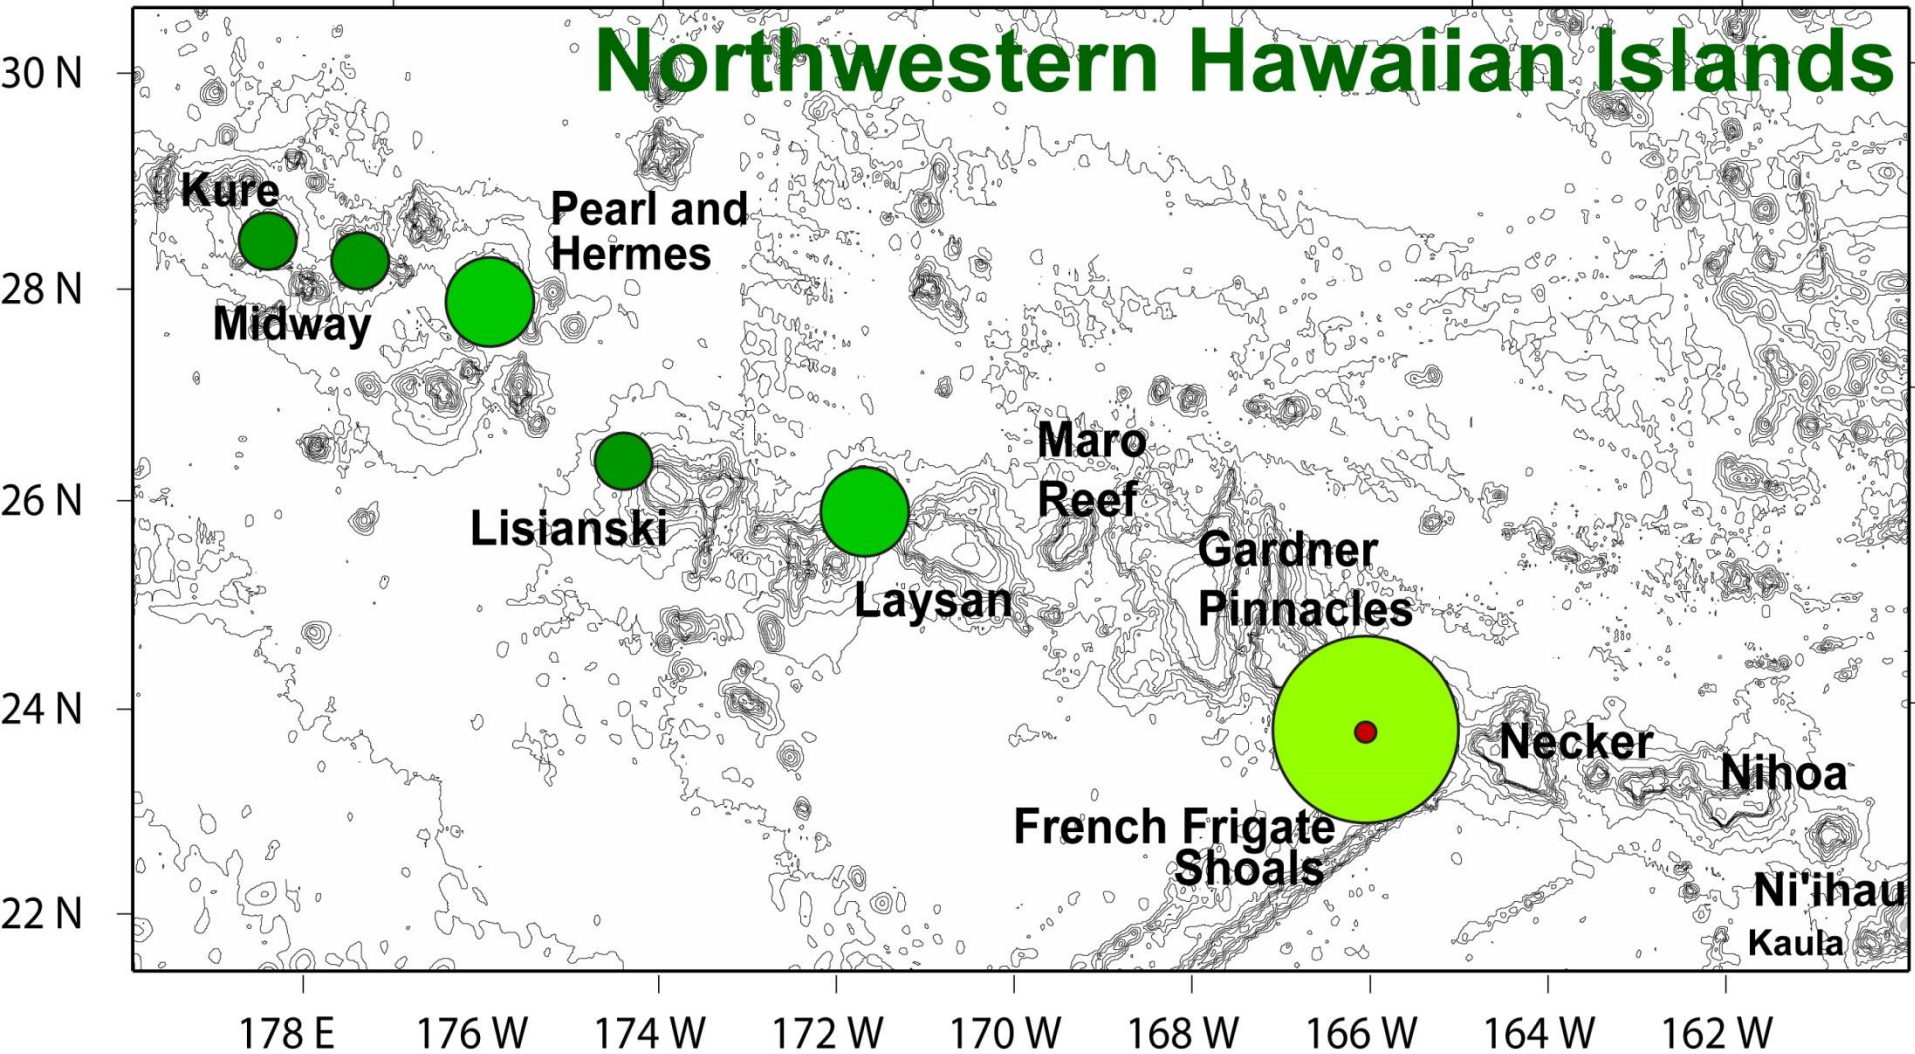 Northwestern Hawaiian Islands
30 N
28 N
26 N
24 N
22 N
Kure
Midway
Pearl and
Hermes
Lisianski
Laysan
Maro
Reef
Gardner
Pinnacles
French Frigate
Shoals
Necker
Nihoa
Ni'ihau
Kaula
178 E
176 W
174 W
172 W
170 W
168 W
166 W
164 W
162 W